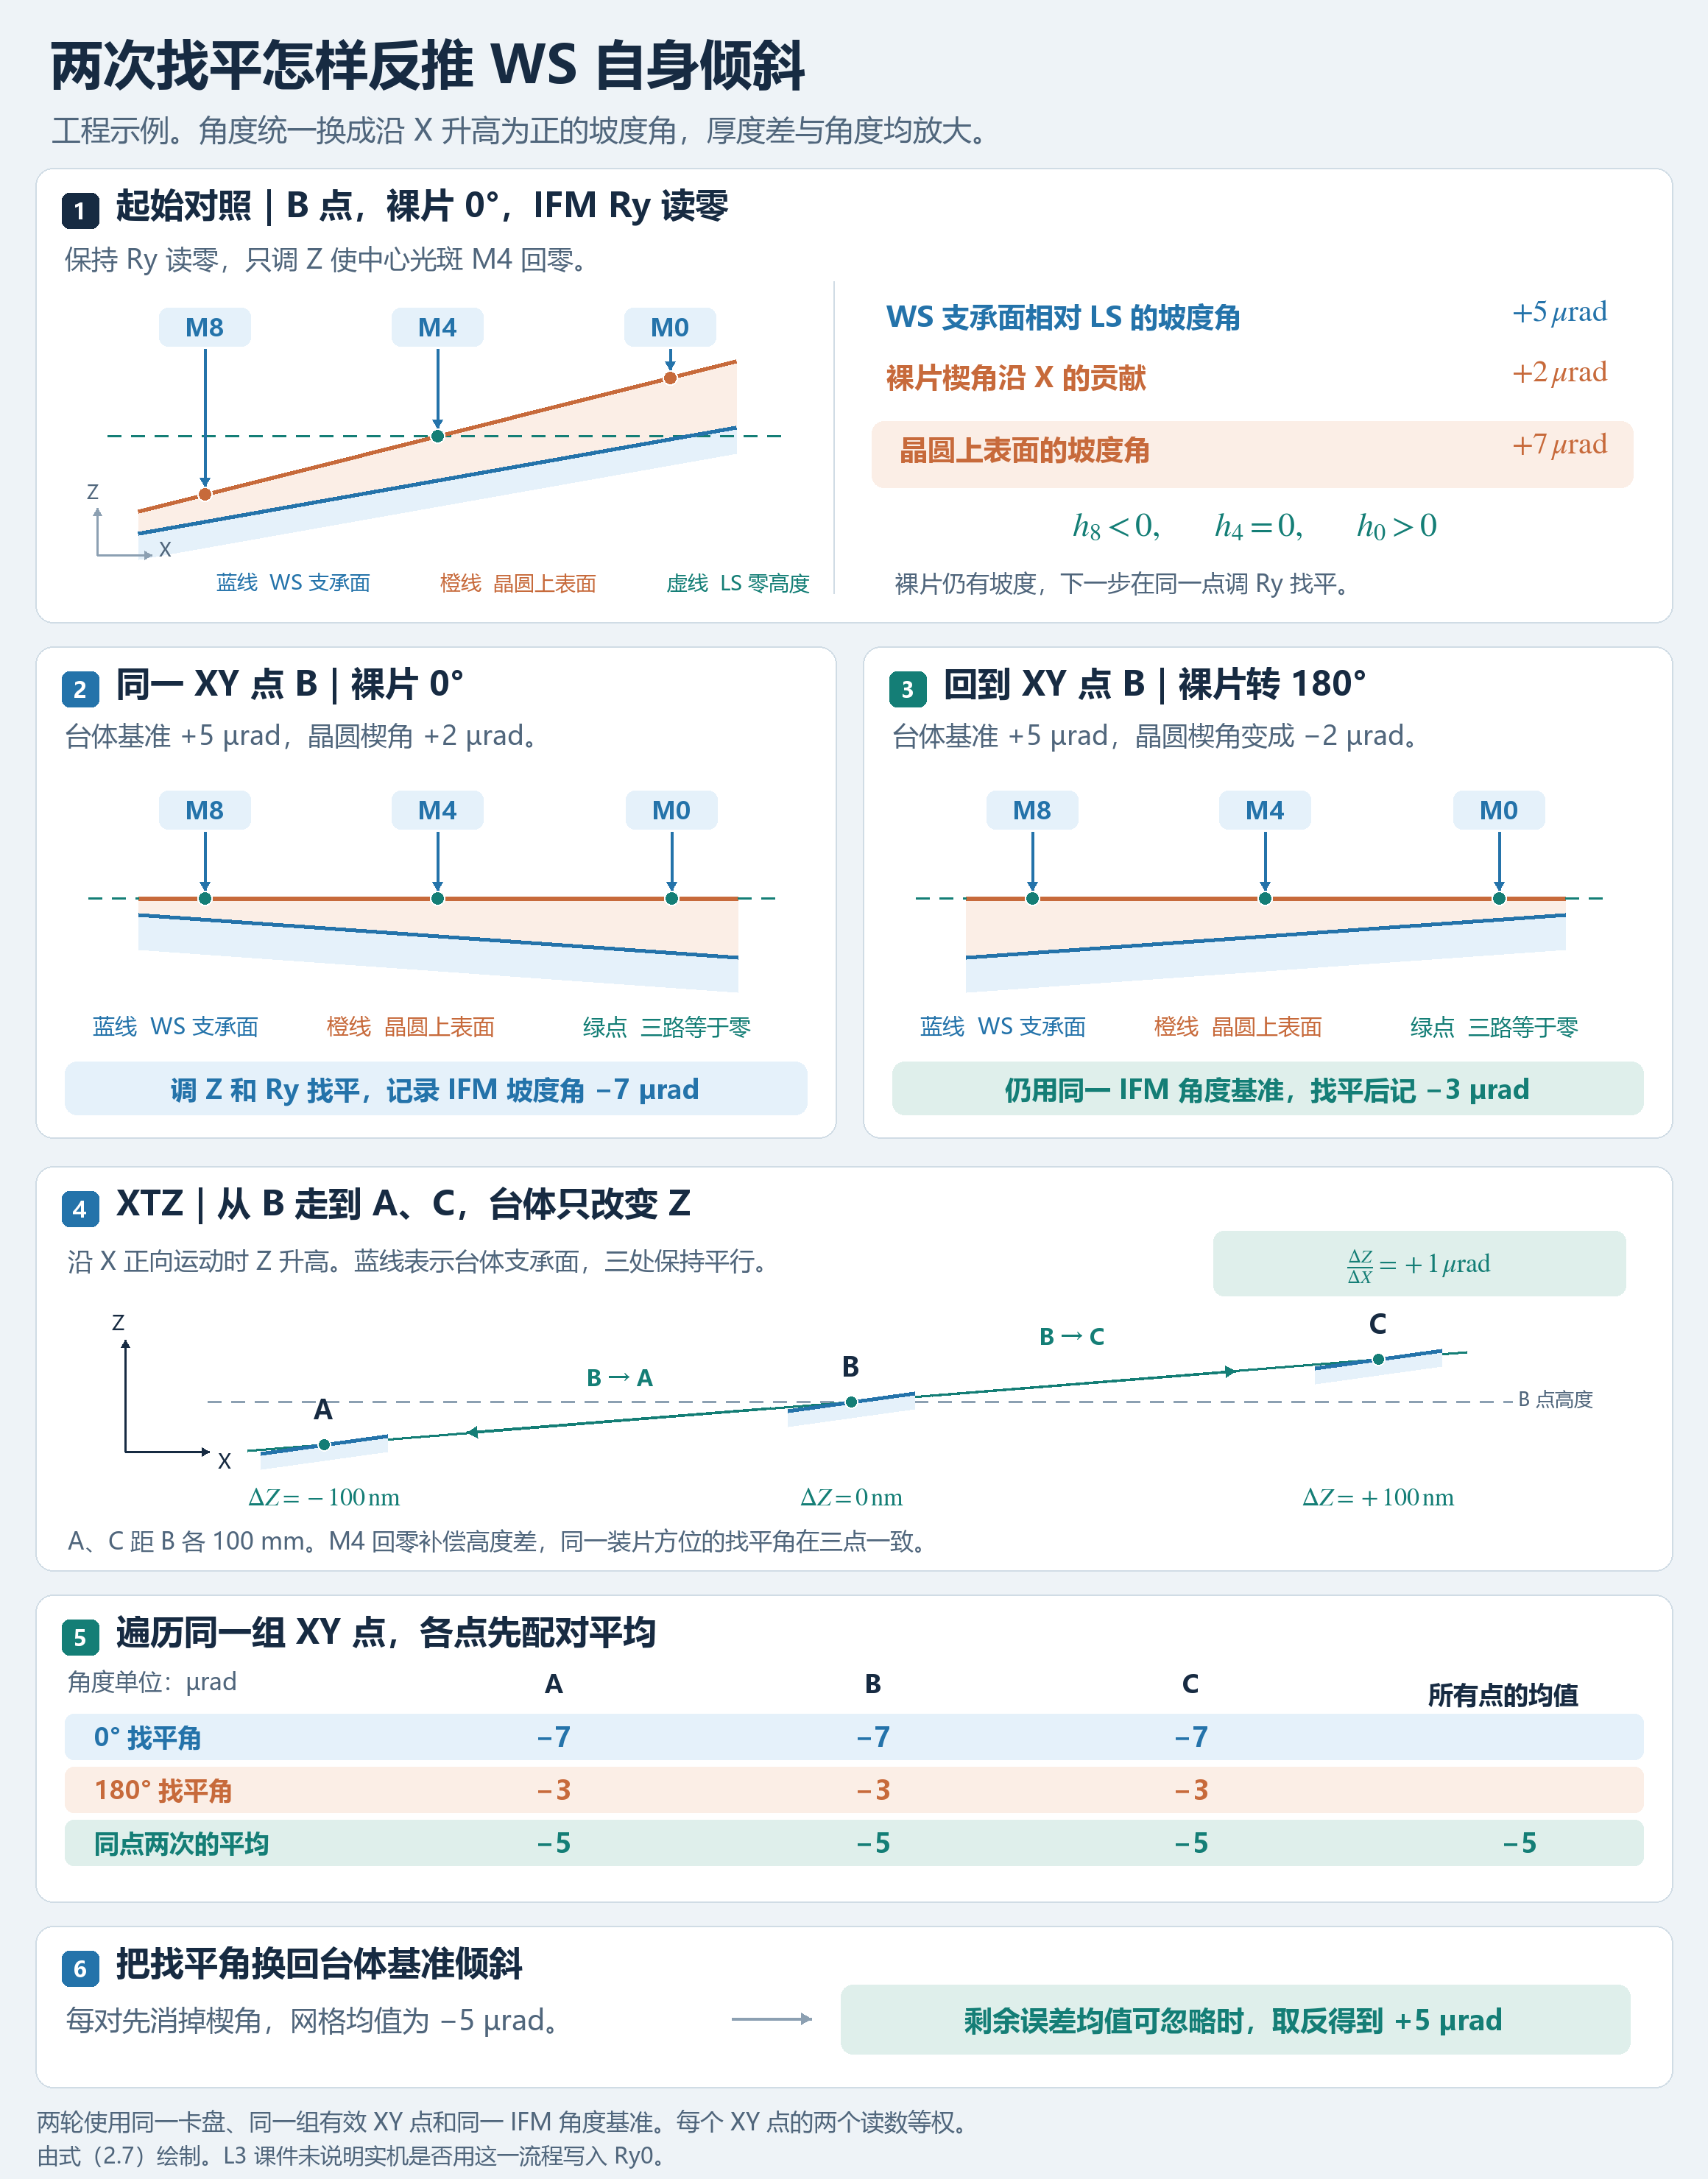 两次找平怎样反推 WS 自身倾斜
工程示例。角度统一换成沿 X 升高为正的坡度角，厚度差与角度均放大。
1 起始对照 | B 点，裸片 0°，IFM Ry 读零
保持 Ry 读零，只调 Z 使中心光斑 M4 回零。
M8 M4 M0
Z
X
蓝线 WS 支承面 橙线 晶圆上表面 虚线 LS 零高度
WS 支承面相对 LS 的坡度角 +5 μrad
裸片楔角沿 X 的贡献 +2 μrad
晶圆上表面的坡度角 +7 μrad
h₈ < 0, h₄ = 0, h₀ > 0
裸片仍有坡度，下一步在同一点调 Ry 找平。
2 同一 XY 点 B | 裸片 0°
台体基准 +5 μrad，晶圆楔角 +2 μrad。
M8 M4 M0
蓝线 WS 支承面 橙线 晶圆上表面 绿点 三路等于零
调 Z 和 Ry 找平，记录 IFM 坡度角 −7 μrad
3 回到 XY 点 B | 裸片转 180°
台体基准 +5 μrad，晶圆楔角变成 −2 μrad。
M8 M4 M0
蓝线 WS 支承面 橙线 晶圆上表面 绿点 三路等于零
仍用同一 IFM 角度基准，找平后记 −3 μrad
4 XTZ | 从 B 走到 A、C，台体只改变 Z
沿 X 正向运动时 Z 升高。蓝线表示台体支承面，三处保持平行。
ΔZ/ΔX = +1 μrad
Z
X
A
B → A
B
B → C
C
B 点高度
ΔZ = −100 nm ΔZ = 0 nm ΔZ = +100 nm
A、C 距 B 各 100 mm。M4 回零补偿高度差，同一装片方位的找平角在三点一致。
5 遍历同一组 XY 点，各点先配对平均
角度单位：μrad A B C 所有点的均值
0° 找平角 −7 −7 −7
180° 找平角 −3 −3 −3
同点两次的平均 −5 −5 −5 −5
6 把找平角换回台体基准倾斜
每对先消掉楔角，网格均值为 −5 μrad。
剩余误差均值可忽略时，取反得到 +5 μrad
两轮使用同一卡盘、同一组有效 XY 点和同一 IFM 角度基准。每个 XY 点的两个读数等权。
由式（2.7）绘制。L3 课件未说明实机是否用这一流程写入 Ry0。